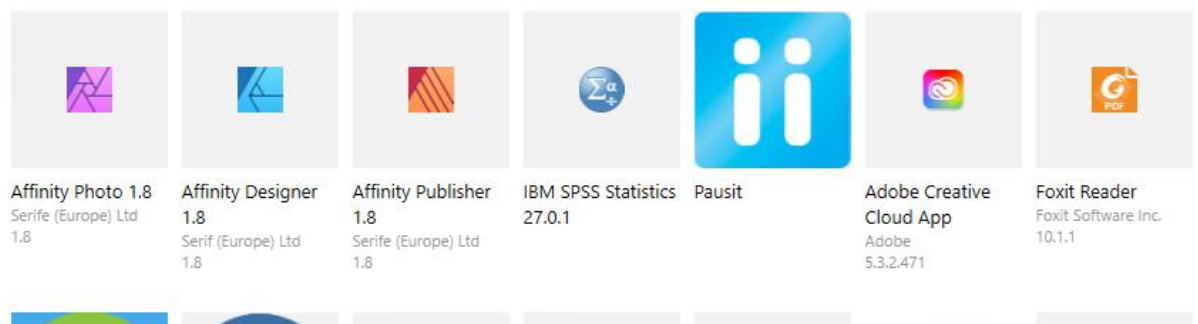 Affinity Photo 1.8
Serife (Europe) Ltd
1.8
Affinity Designer
1.8
Serif (Europe) Ltd
1.8
Affinity Publisher
1.8
Serife (Europe) Ltd
1.8
IBM SPSS Statistics
27.0.1
Pausit
Adobe Creative
Cloud App
Adobe
5.3.2.471
PDF
Foxit Reader
Foxit Software Inc.
10.1.1